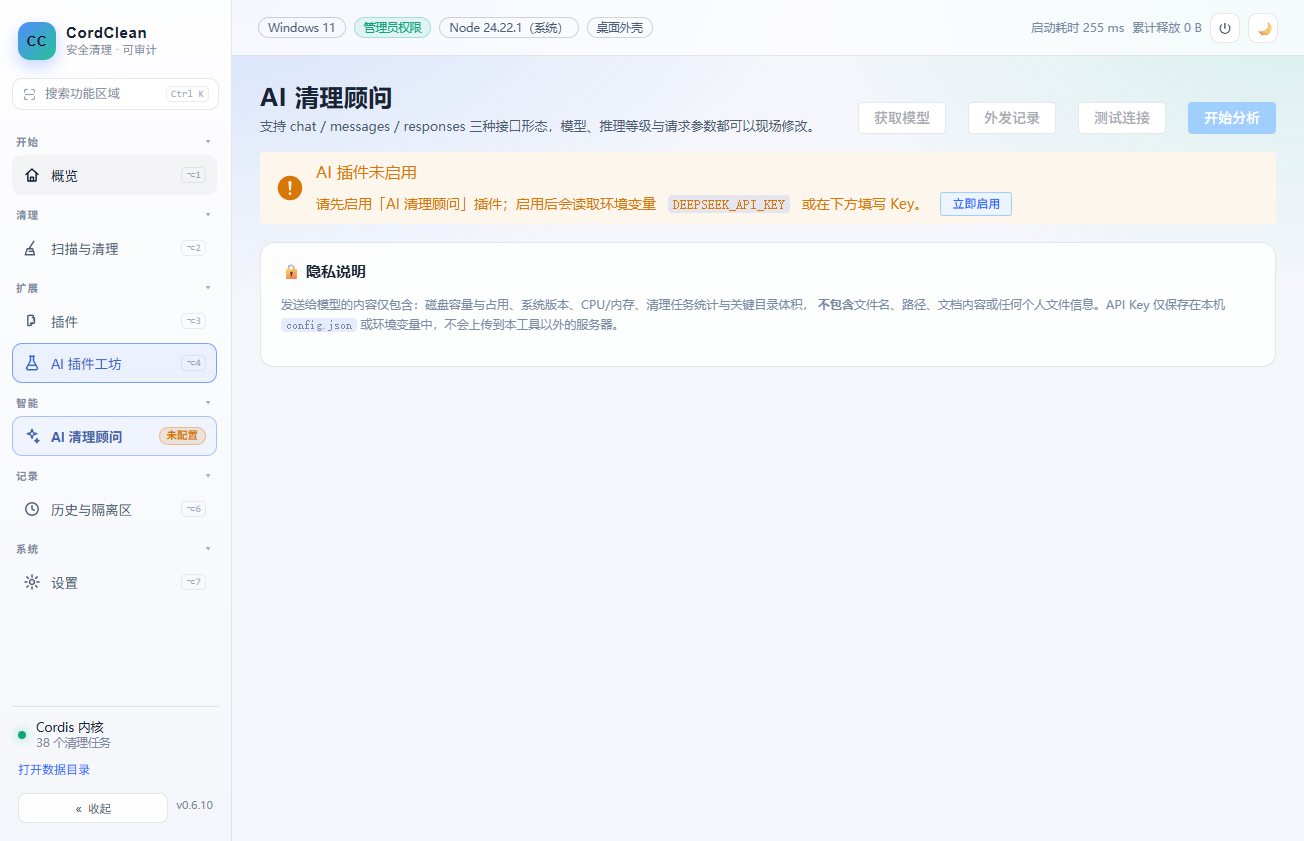 CC
CordClean
安全清理 · 可审计
搜索功能区域 Ctrl K
开始
概览 ⌥1
清理
扫描与清理 ⌥2
扩展
插件 ⌥3
AI 插件工坊 ⌥4
智能
AI 清理顾问 未配置
记录
历史与隔离区 ⌥6
系统
设置 ⌥7
Cordis 内核
38 个清理任务
打开数据目录
« 收起 v0.6.10
Windows 11 管理员权限 Node 24.22.1（系统） 桌面外壳 启动耗时 255 ms 累计释放 0 B
AI 清理顾问
支持 chat / messages / responses 三种接口形态，模型、推理等级与请求参数都可以现场修改。
获取模型 外发记录 测试连接 开始分析
AI 插件未启用
请先启用「AI 清理顾问」插件；启用后会读取环境变量 DEEPSEEK_API_KEY 或在下方填写 Key。 立即启用
隐私说明
发送给模型的内容仅包含：磁盘容量与占用、系统版本、CPU/内存、清理任务统计与关键目录体积，不包含文件名、路径、文档内容或任何个人文件信息。API Key 仅保存在本机
config.json 或环境变量中，不会上传到本工具以外的服务器。